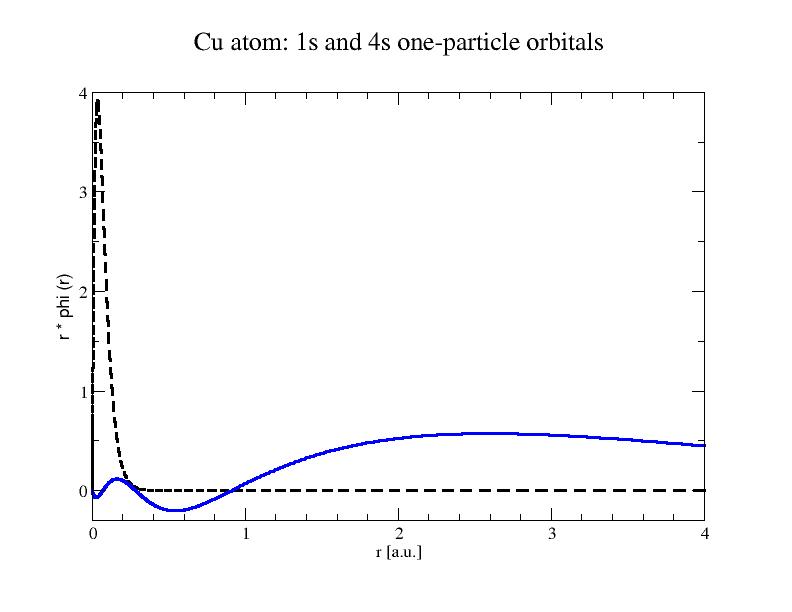 Cu atom: 1s and 4s one-particle orbitals
4
3
2
1
0
r * phi (r)
0 1 2 3 4
r [a.u.]